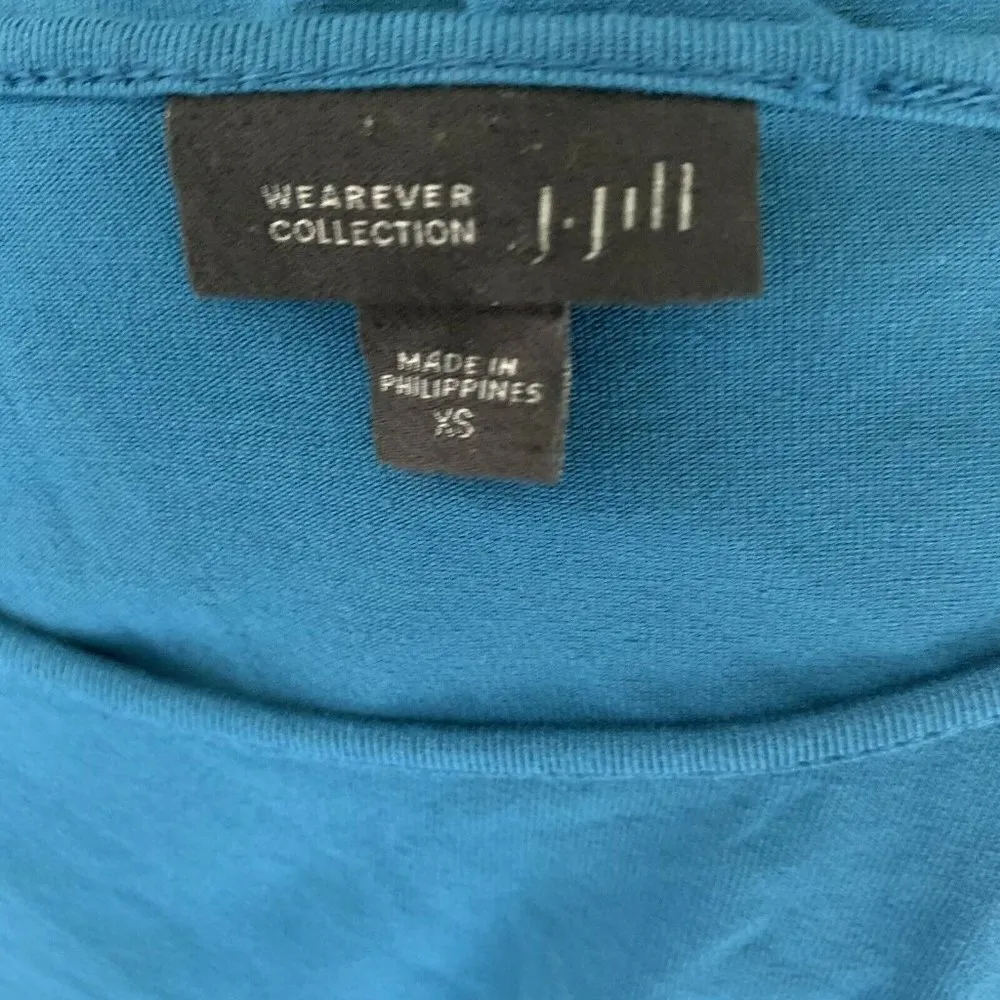 WEAREVER
COLLECTION
J.Jill
MADE IN
PHILIPPINES
XS